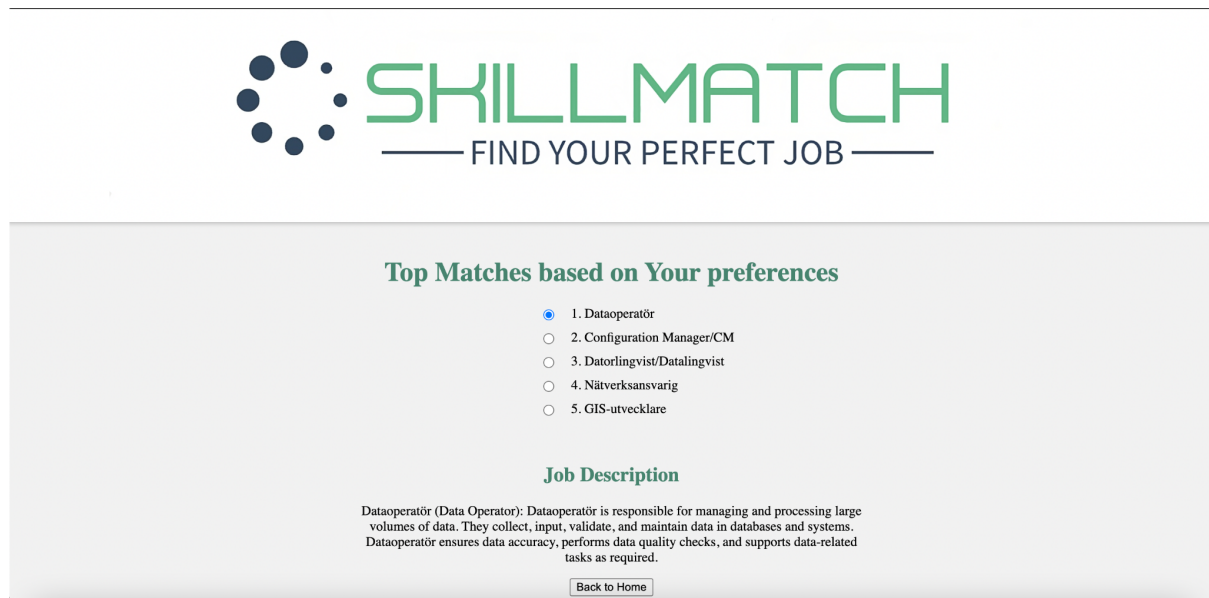 SKILLMATCH
FIND YOUR PERFECT JOB
Top Matches based on Your preferences
1. Dataoperatör
2. Configuration Manager/CM
3. Datorlingvist/Datalingvist
4. Nätverksansvarig
5. GIS-utvecklare
Job Description
Dataoperatör (Data Operator): Dataoperatör is responsible for managing and processing large
volumes of data. They collect, input, validate, and maintain data in databases and systems.
Dataoperatör ensures data accuracy, performs data quality checks, and supports data-related
tasks as required.
Back to Home